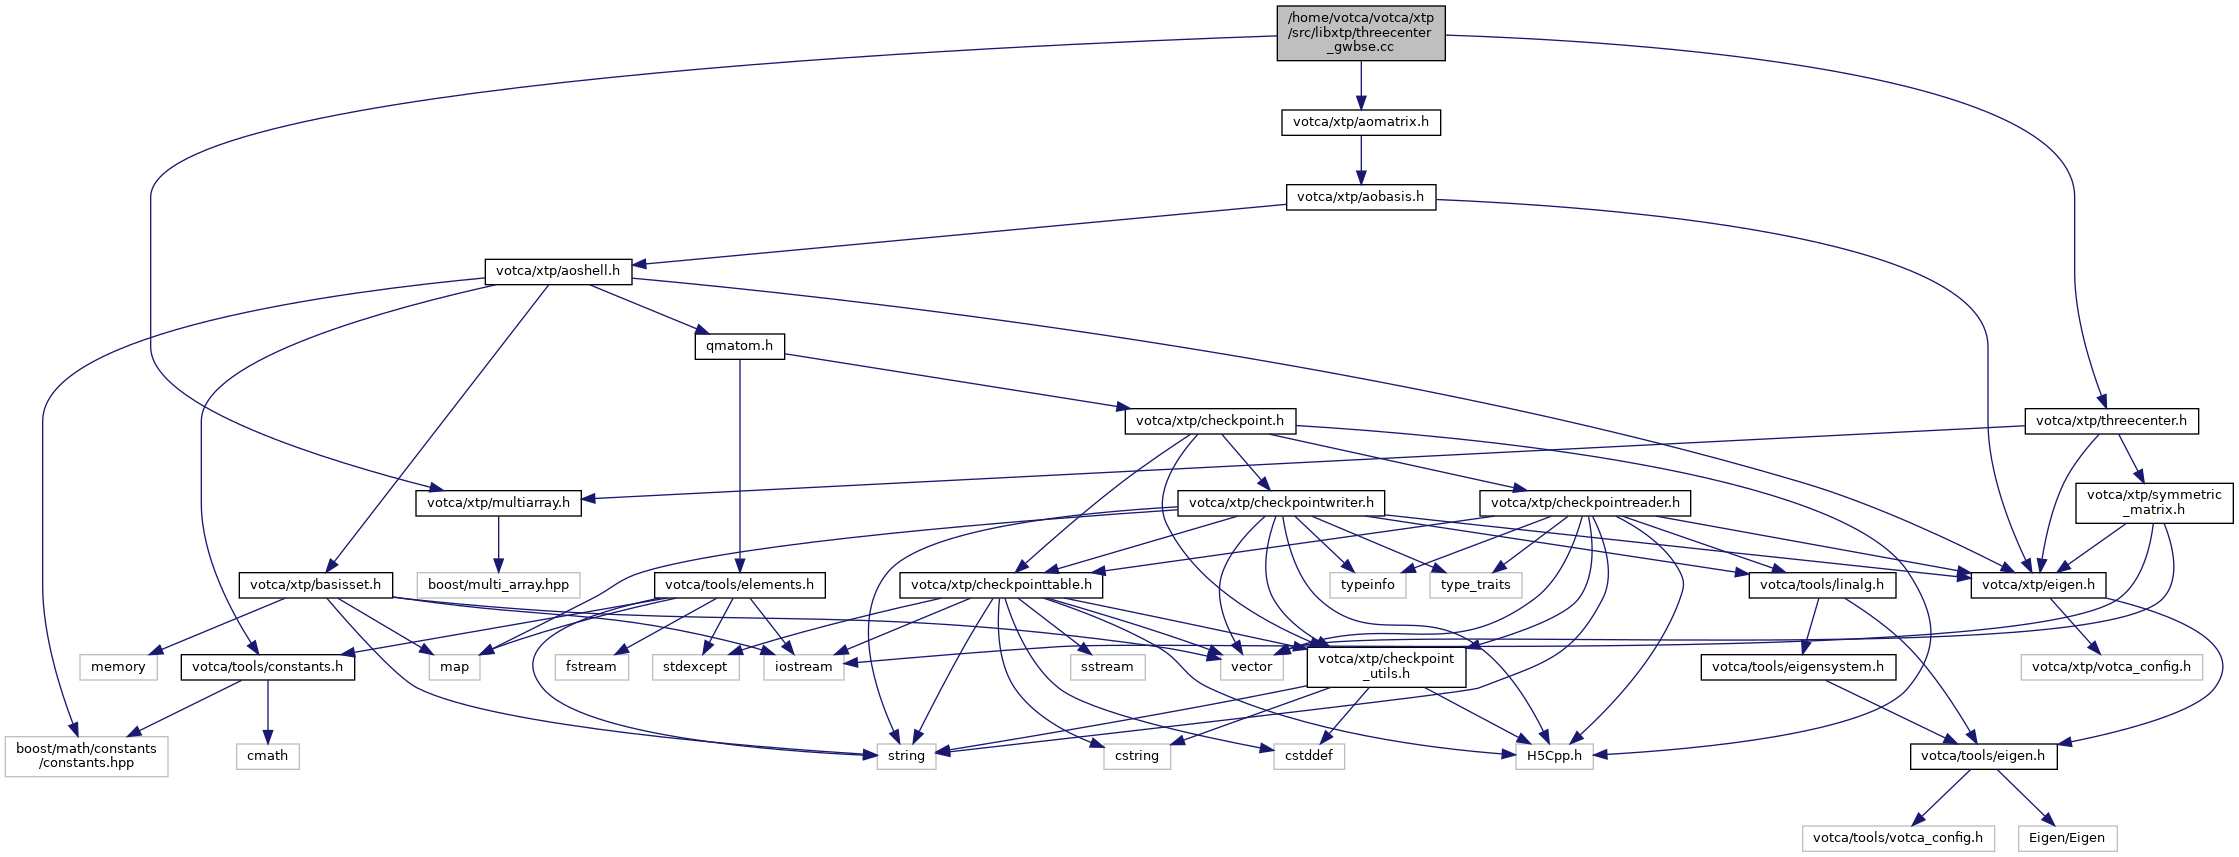 /home/votca/votca/xtp
/src/libxtp/threecenter
_gwbse.cc
votca/xtp/aomatrix.h
votca/xtp/aobasis.h
votca/xtp/aoshell.h
qmatom.h
votca/xtp/checkpoint.h
votca/xtp/threecenter.h
votca/xtp/multiarray.h
votca/xtp/checkpointwriter.h
votca/xtp/checkpointreader.h
votca/xtp/symmetric
_matrix.h
votca/xtp/basisset.h
boost/multi_array.hpp
votca/tools/elements.h
votca/xtp/checkpointtable.h
typeinfo
type_traits
votca/tools/linalg.h
votca/xtp/eigen.h
memory
votca/tools/constants.h
map
fstream
stdexcept
iostream
sstream
vector
votca/xtp/checkpoint
_utils.h
votca/tools/eigensystem.h
votca/xtp/votca_config.h
boost/math/constants
/constants.hpp
cmath
string
cstring
cstddef
H5Cpp.h
votca/tools/eigen.h
votca/tools/votca_config.h
Eigen/Eigen